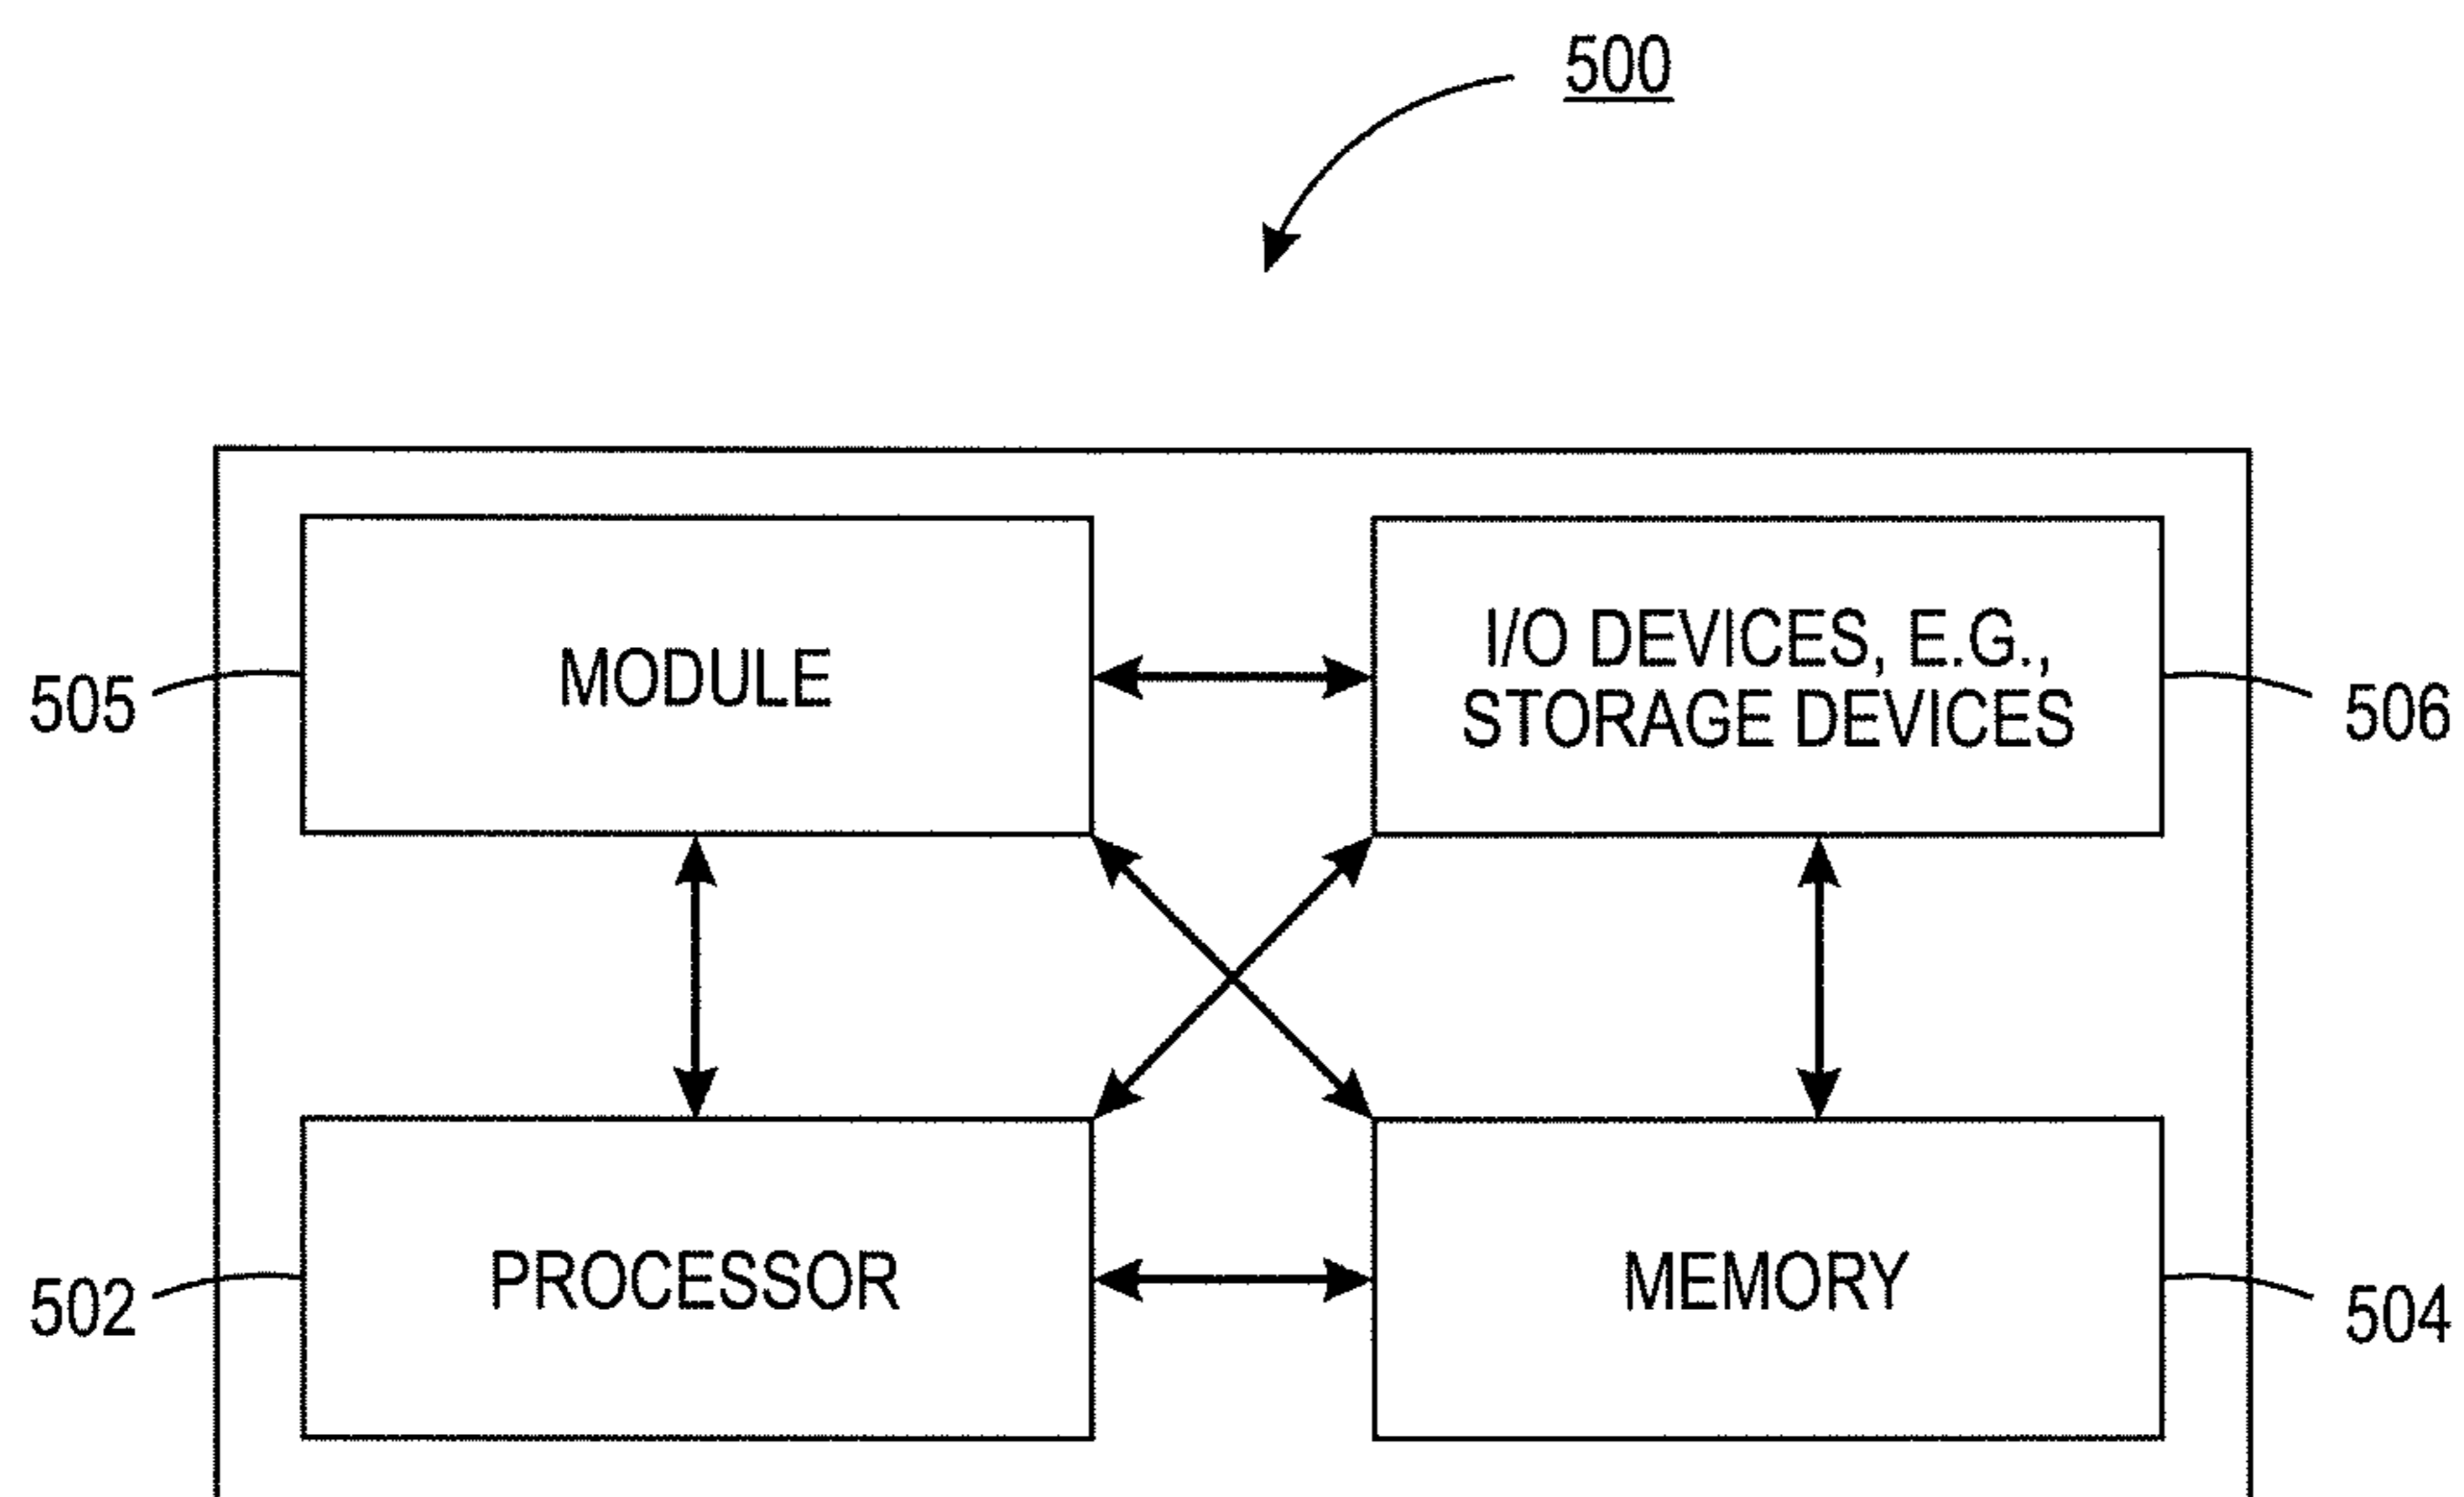 500
MODULE
I/O DEVICES, E.G.,
STORAGE DEVICES
505
506
PROCESSOR
MEMORY
502
504